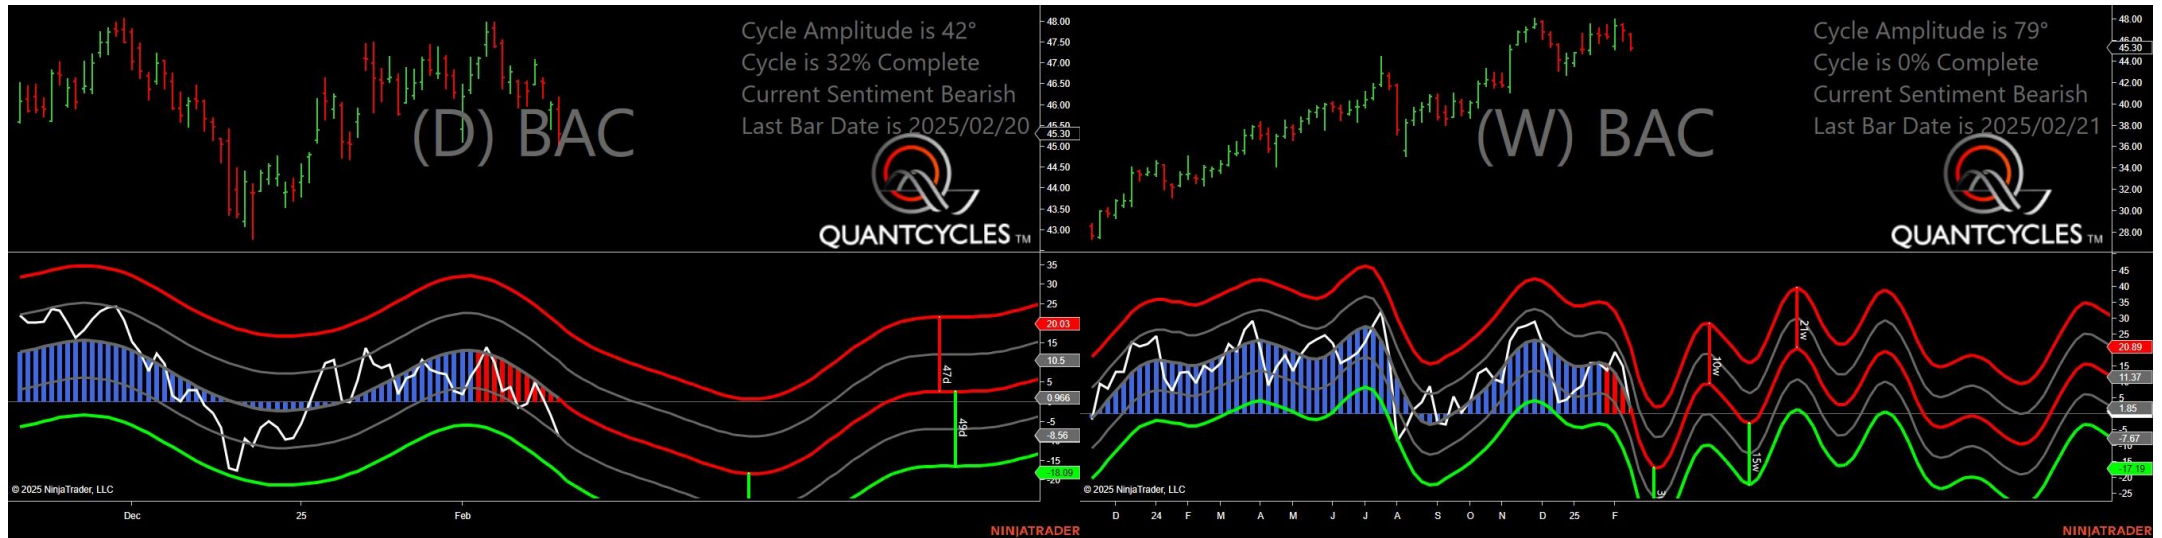 Cycle Amplitude is 42°
Cycle is 32% Complete
Current Sentiment Bearish
Last Bar Date is 2025/02/20
(D) BAC
QUANTCYCLES TM
48.00
47.50
47.00
46.50
46.00
45.50
45.30
45.00
44.50
44.00
43.50
43.00
35
30
25
20.03
15
10.5
5
0.966
-5
-8.56
-15
-18.09
-20
47d
49d
© 2025 NinjaTrader, LLC
Dec 25 Feb
NINJATRADER
Cycle Amplitude is 79°
Cycle is 0% Complete
Current Sentiment Bearish
Last Bar Date is 2025/02/21
(W) BAC
QUANTCYCLES TM
48.00
46.00
45.30
44.00
42.00
40.00
38.00
36.00
34.00
32.00
30.00
28.00
45
40
35
30
25
20.89
15
11.37
5
1.85
-5
-7.67
-10
-15
-17.19
-20
-25
10w
21w
15w
3
© 2025 NinjaTrader, LLC
D 24 F M A M J J A S O N D 25 F
NINJATRADER